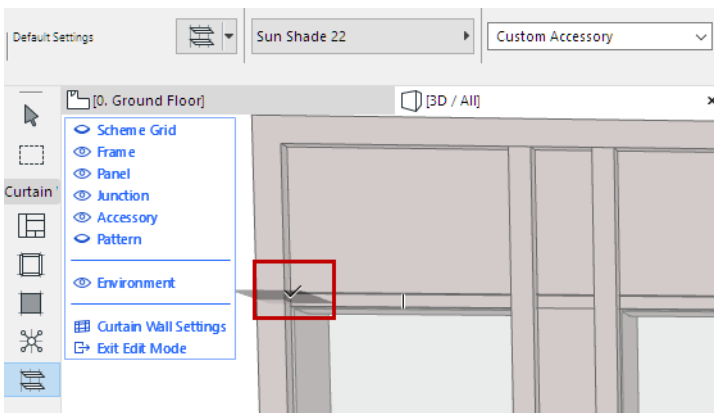 Default Settings
Sun Shade 22
Custom Accessory
[0. Ground Floor]
[3D / All]
Scheme Grid
Frame
Panel
Junction
Curtain
Accessory
Pattern
Environment
Curtain Wall Settings
Exit Edit Mode